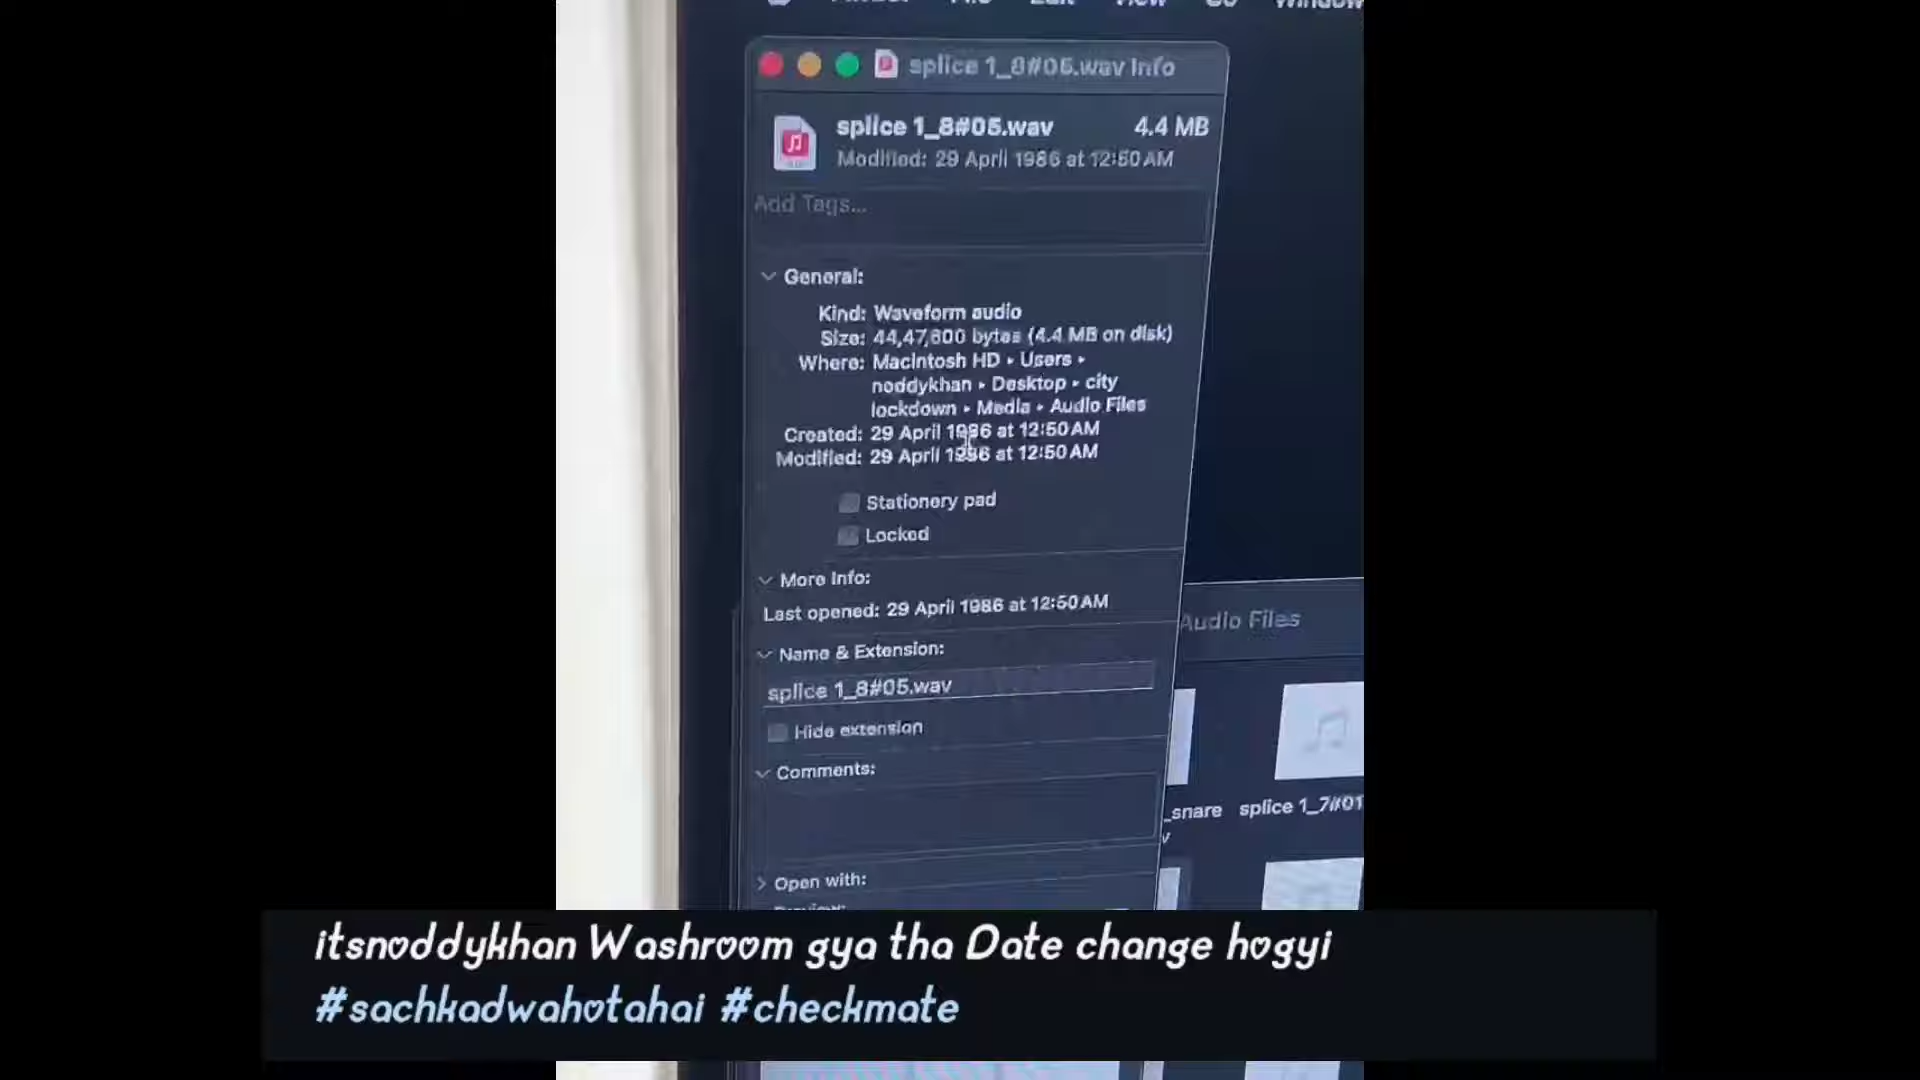 Window
splice 1_8#05.wav Info
splice 1_8#05.wav 4.4 MB
Modified: 29 April 1986 at 12:50 AM
Add Tags...
General:
Kind: Waveform audio
Size: 44,47,600 bytes (4.4 MB on disk)
Where: Macintosh HD ▸ Users ▸
noddykhan ▸ Desktop ▸ city
lockdown ▸ Media ▸ Audio Files
Created: 29 April 1986 at 12:50 AM
Modified: 29 April 1986 at 12:50 AM
Stationery pad
Locked
More Info:
Last opened: 29 April 1986 at 12:50 AM
Audio Files
Name & Extension:
splice 1_8#05.wav
Hide extension
Comments:
_snare
splice 1_7#01
v
Open with:
itsnoddykhan Washroom gya tha Date change hogyi
#sachkadwahotahai #checkmate